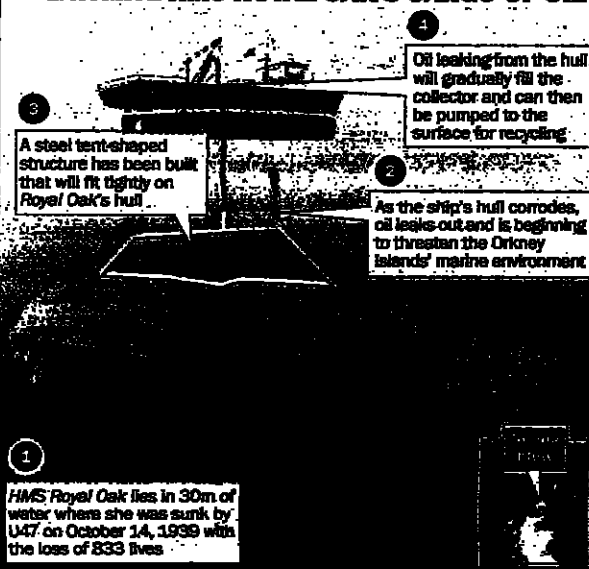 4
Oil leaking from the hull
will gradually fill the
collector and can then
be pumped to the
surface for recycling
3
A steel tent-shaped
structure has been built
that will fit tightly on
Royal Oak's hull
2
As the ship's hull corrodes,
oil leaks out and is beginning
to threaten the Orkney
Islands' marine environment
1
HMS Royal Oak lies in 30m of
water where she was sunk by
U47 on October 14, 1939 with
the loss of 833 lives